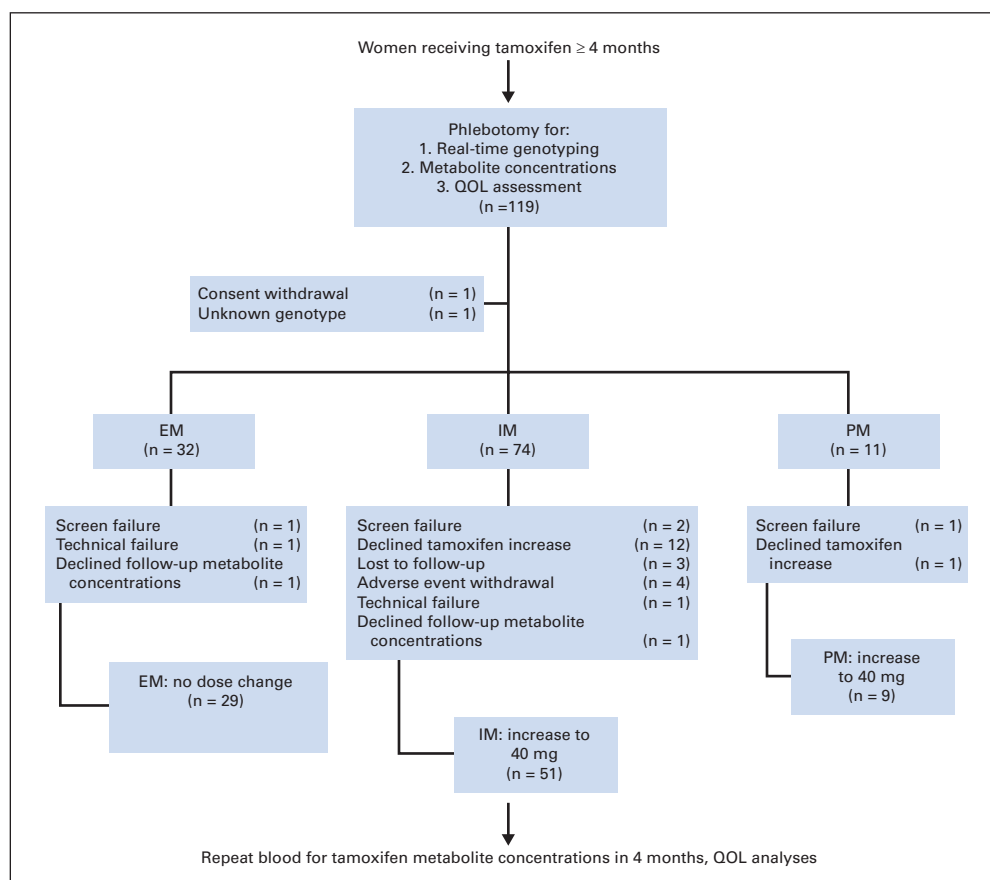 Women receiving tamoxifen ≥ 4 months
Phlebotomy for:
1. Real-time genotyping
2. Metabolite concentrations
3. QOL assessment
(n =119)
Consent withdrawal (n = 1)
Unknown genotype (n = 1)
EM
(n = 32)
IM
(n = 74)
PM
(n = 11)
Screen failure (n = 1)
Technical failure (n = 1)
Declined follow-up metabolite
concentrations (n = 1)
Screen failure (n = 2)
Declined tamoxifen increase (n = 12)
Lost to follow-up (n = 3)
Adverse event withdrawal (n = 4)
Technical failure (n = 1)
Declined follow-up metabolite
concentrations (n = 1)
Screen failure (n = 1)
Declined tamoxifen
increase (n = 1)
EM: no dose change
(n = 29)
IM: increase to
40 mg
(n = 51)
PM: increase
to 40 mg
(n = 9)
Repeat blood for tamoxifen metabolite concentrations in 4 months, QOL analyses